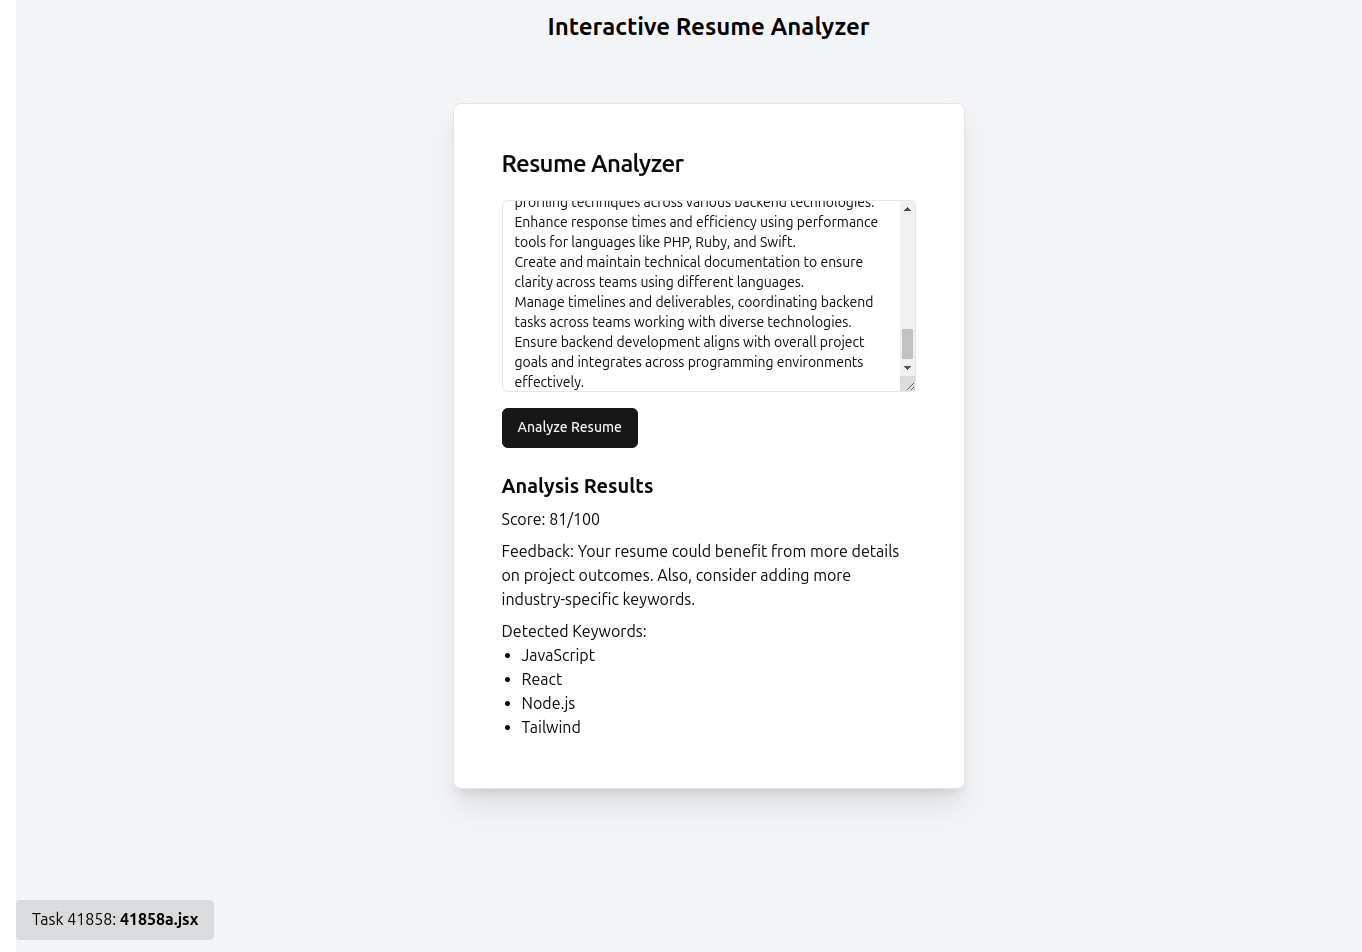 Interactive Resume Analyzer
Resume Analyzer
profiling techniques across various backend technologies.
Enhance response times and efficiency using performance
tools for languages like PHP, Ruby, and Swift.
Create and maintain technical documentation to ensure
clarity across teams using different languages.
Manage timelines and deliverables, coordinating backend
tasks across teams working with diverse technologies.
Ensure backend development aligns with overall project
goals and integrates across programming environments
effectively.
Analyze Resume
Analysis Results
Score: 81/100
Feedback: Your resume could benefit from more details
on project outcomes. Also, consider adding more
industry-specific keywords.
Detected Keywords:
• JavaScript
• React
• Node.js
• Tailwind
Task 41858: 41858a.jsx